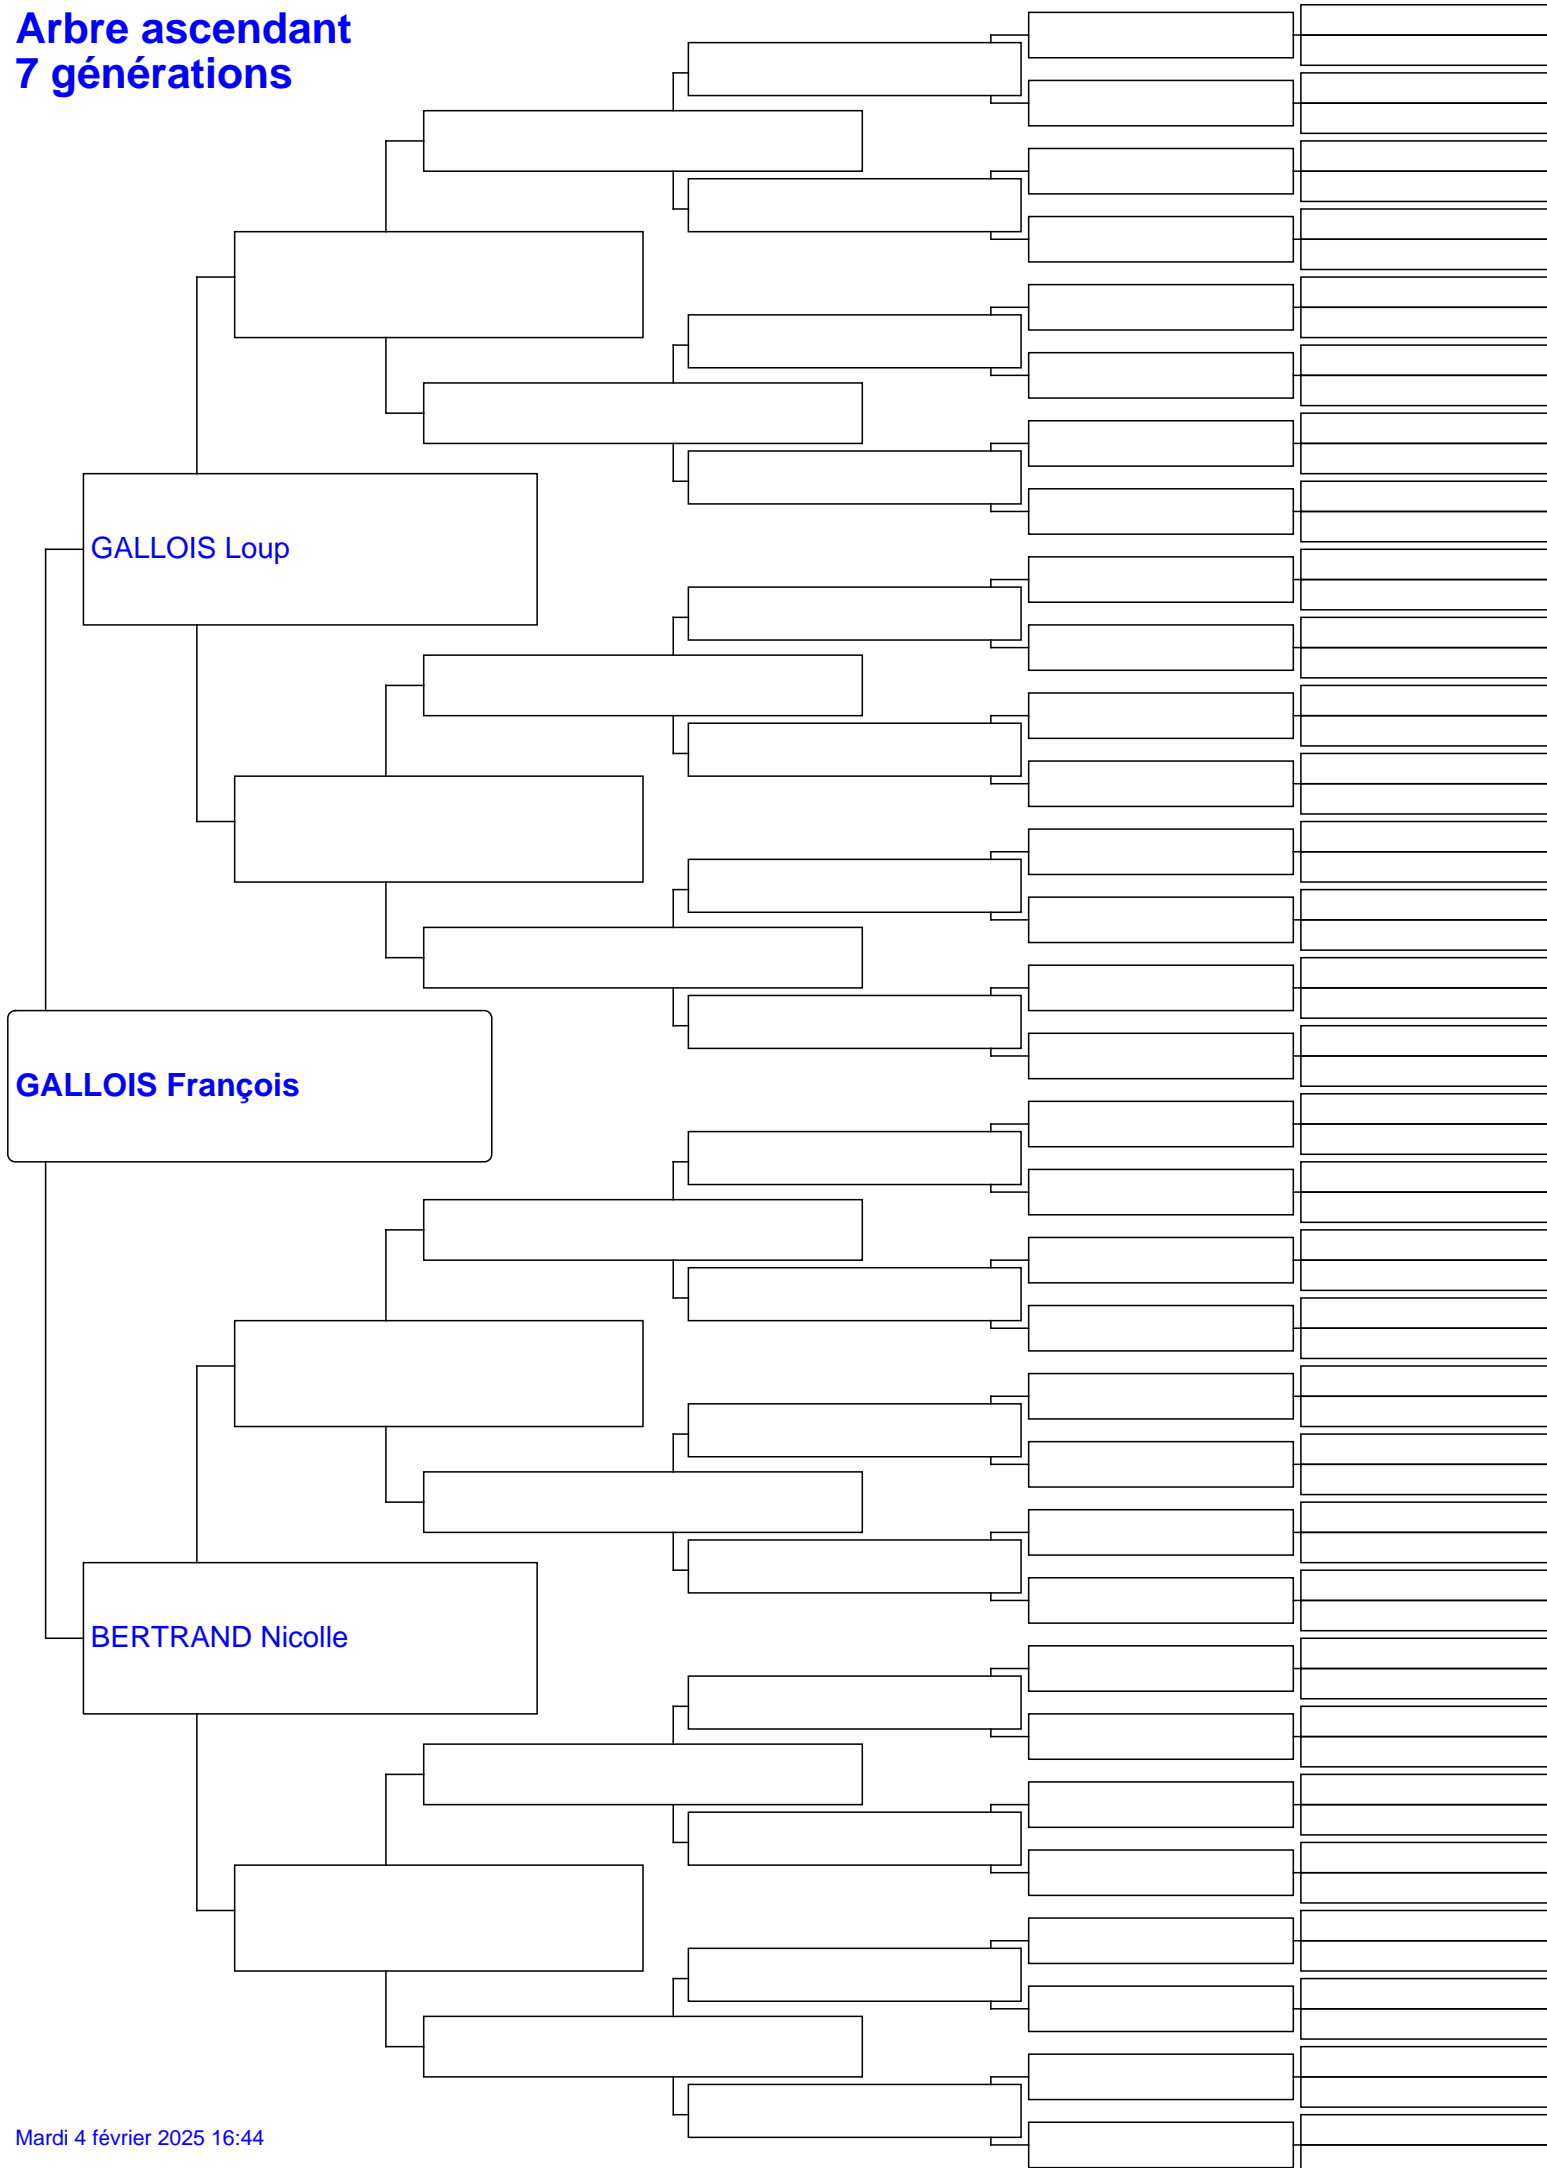 Arbre ascendant
7 générations
GALLOIS Loup
GALLOIS François
BERTRAND Nicolle
Mardi 4 février 2025 16:44